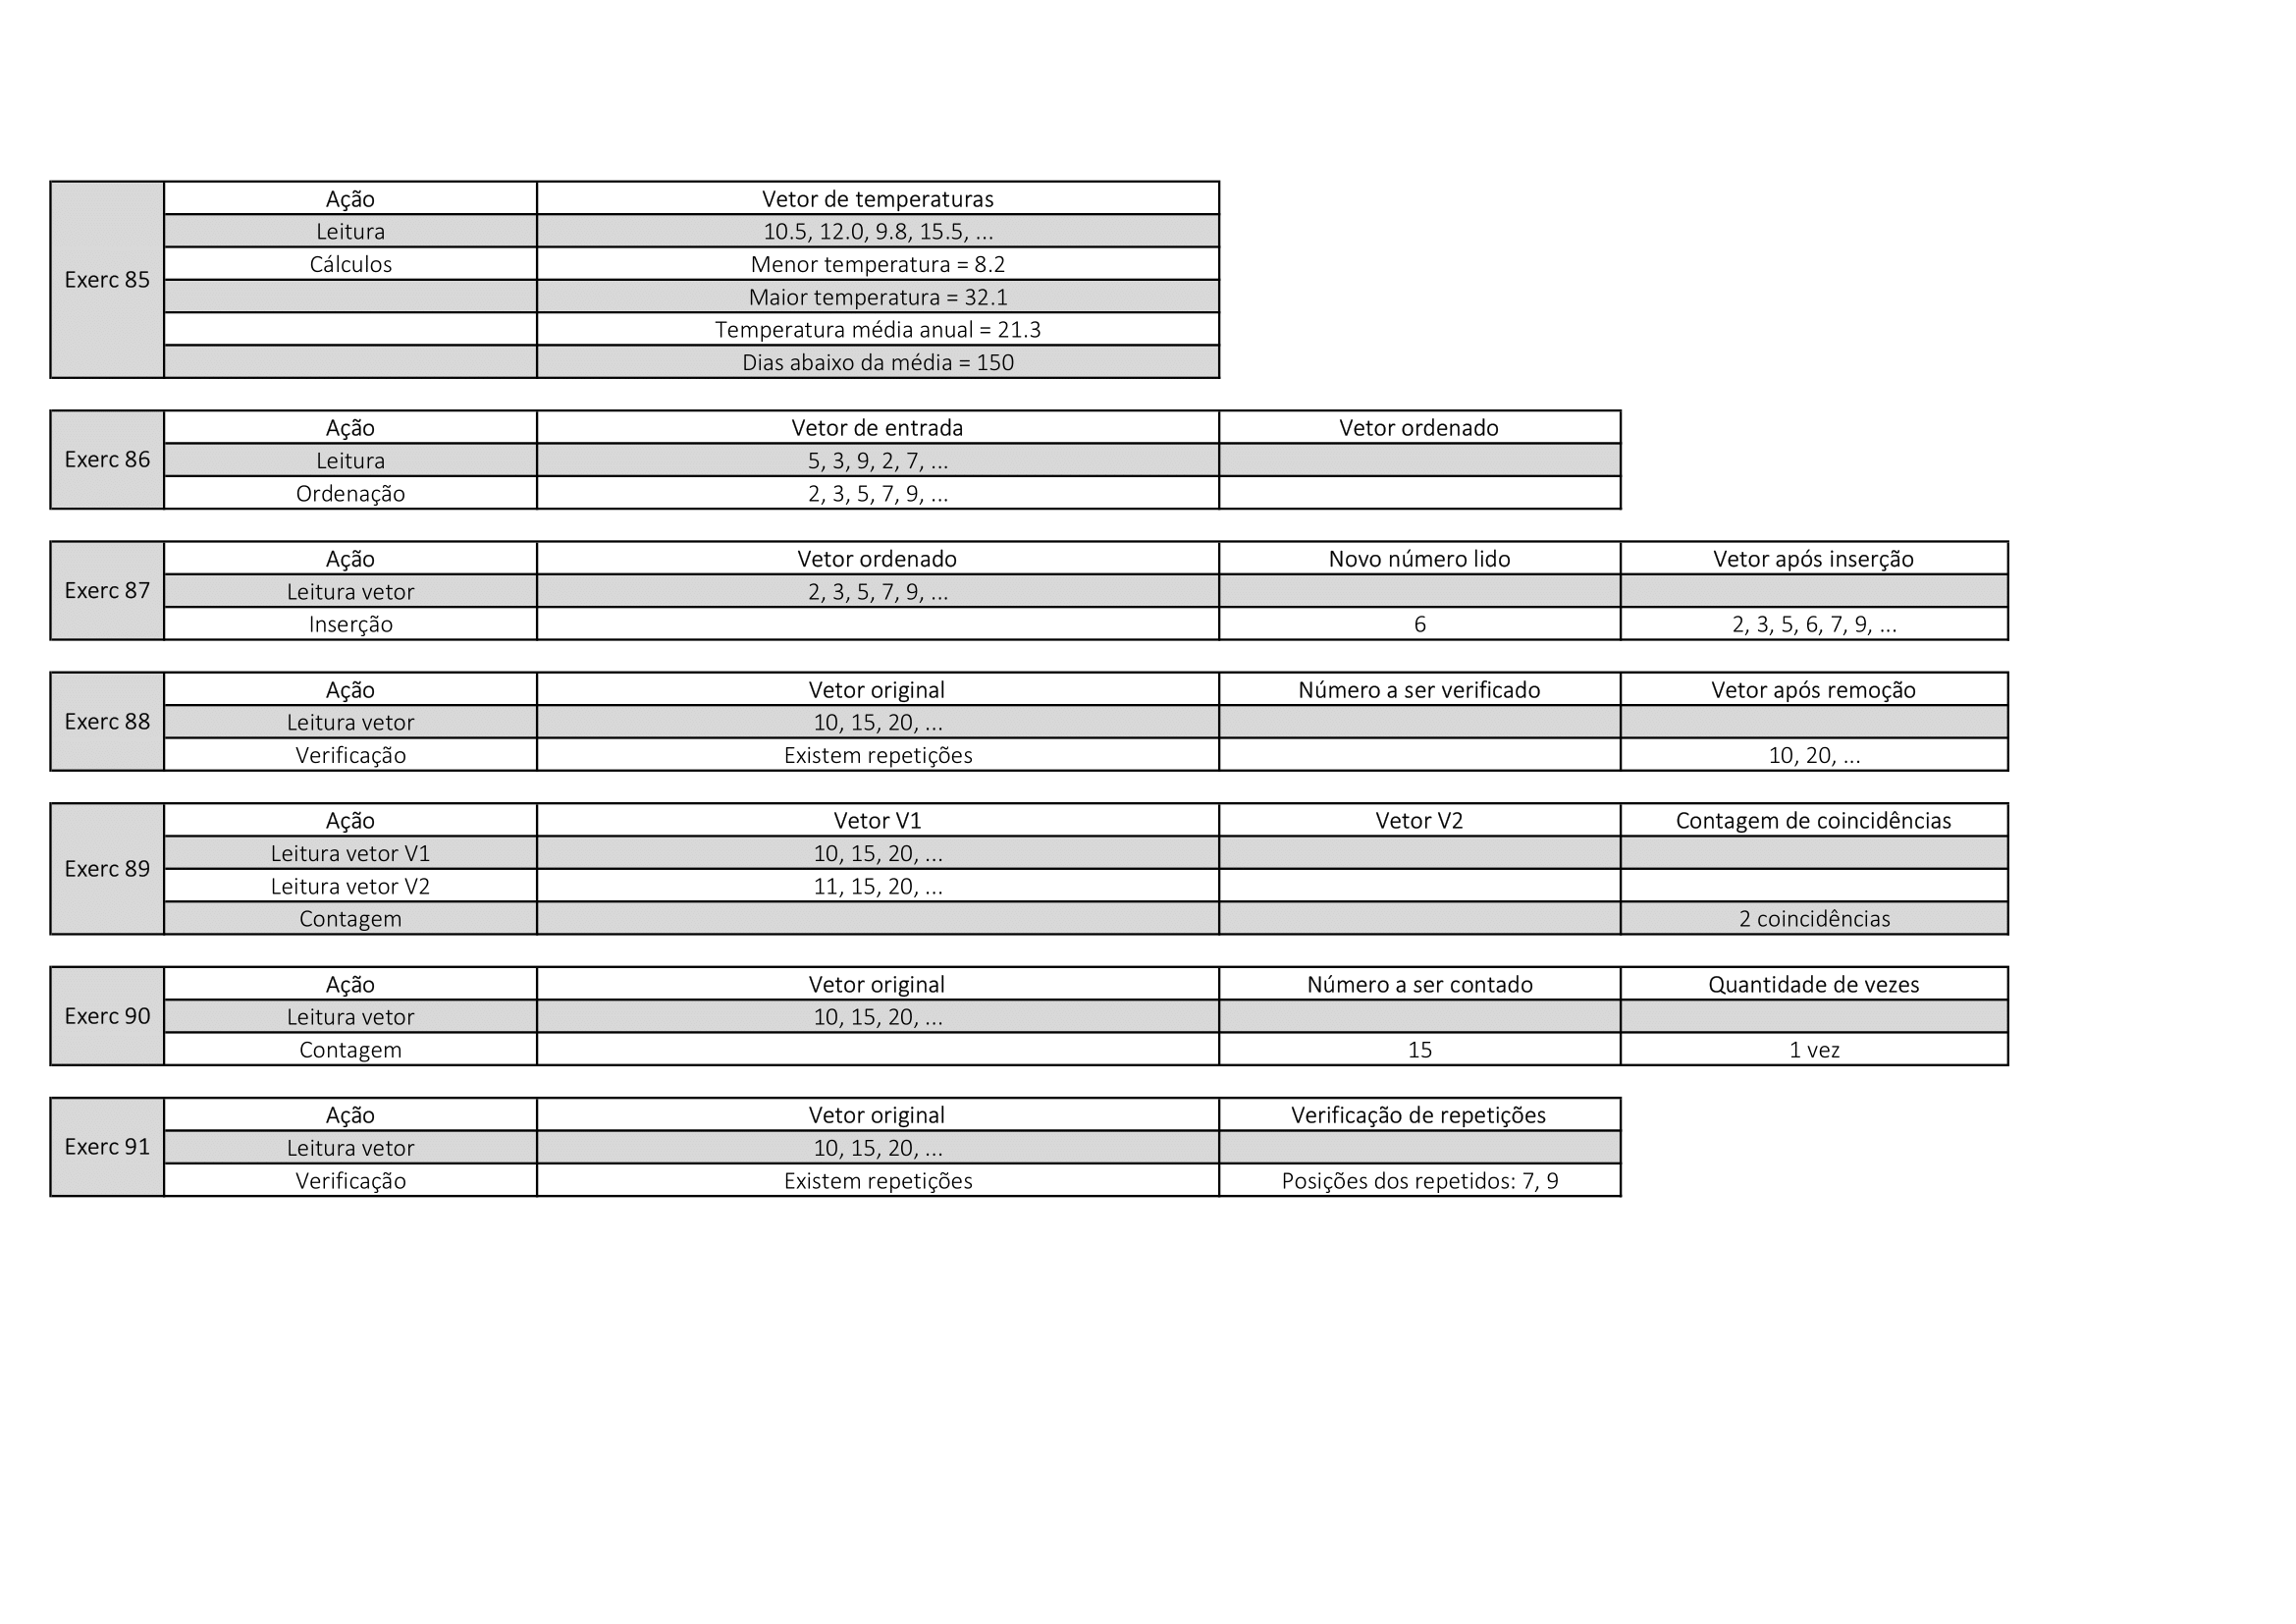 Exerc 85
Ação Vetor de temperaturas
Leitura 10.5, 12.0, 9.8, 15.5, ...
Cálculos Menor temperatura = 8.2
Maior temperatura = 32.1
Temperatura média anual = 21.3
Dias abaixo da média = 150
Exerc 86
Ação Vetor de entrada Vetor ordenado
Leitura 5, 3, 9, 2, 7, ...
Ordenação 2, 3, 5, 7, 9, ...
Exerc 87
Ação Vetor ordenado Novo número lido Vetor após inserção
Leitura vetor 2, 3, 5, 7, 9, ...
Inserção 6 2, 3, 5, 6, 7, 9, ...
Exerc 88
Ação Vetor original Número a ser verificado Vetor após remoção
Leitura vetor 10, 15, 20, ...
Verificação Existem repetições 10, 20, ...
Exerc 89
Ação Vetor V1 Vetor V2 Contagem de coincidências
Leitura vetor V1 10, 15, 20, ...
Leitura vetor V2 11, 15, 20, ...
Contagem 2 coincidências
Exerc 90
Ação Vetor original Número a ser contado Quantidade de vezes
Leitura vetor 10, 15, 20, ...
Contagem 15 1 vez
Exerc 91
Ação Vetor original Verificação de repetições
Leitura vetor 10, 15, 20, ...
Verificação Existem repetições Posições dos repetidos: 7, 9